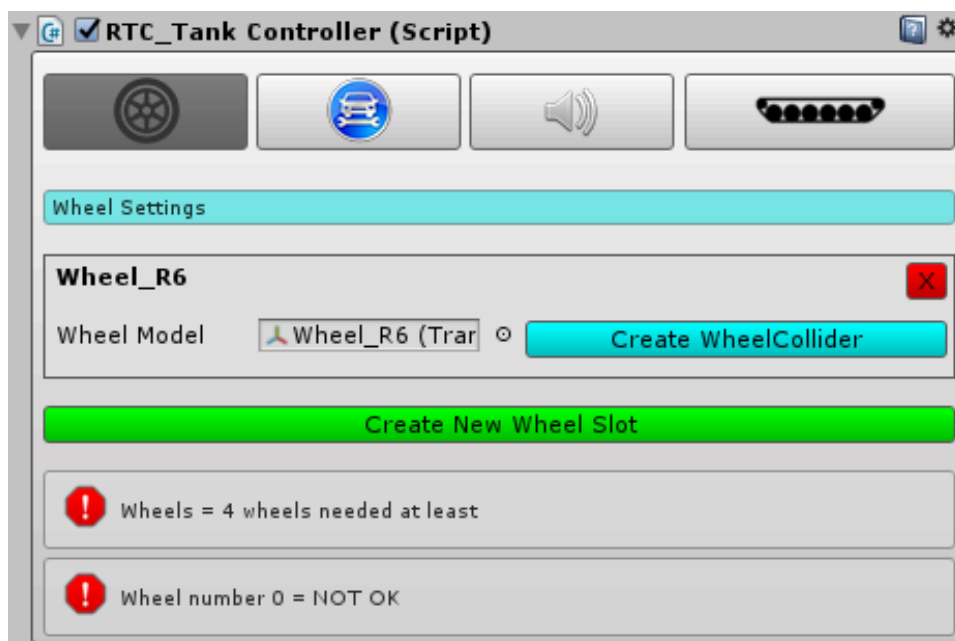 RTC_Tank Controller (Script)
Wheel Settings
Wheel_R6
X
Wheel Model
Wheel_R6 (Trar
Create WheelCollider
Create New Wheel Slot
Wheels = 4 wheels needed at least
Wheel number 0 = NOT OK